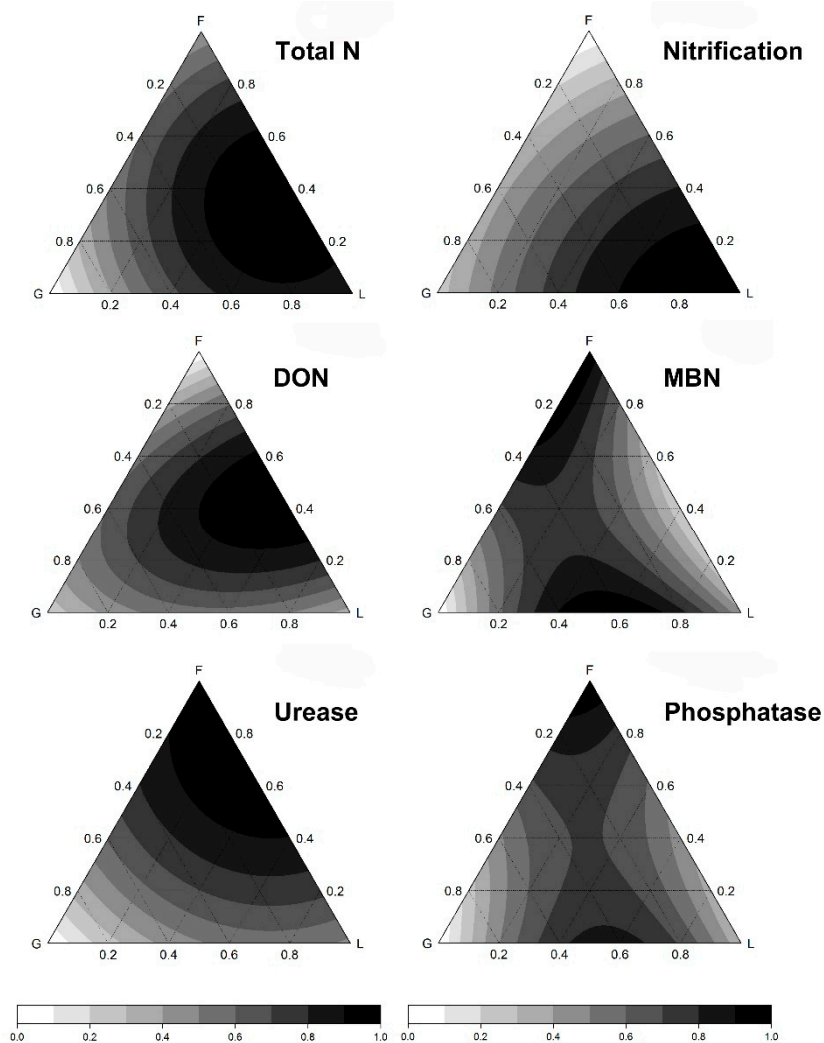 F F
Total N Nitrification
0.2 0.8 0.2 0.8
0.4 0.6 0.4 0.6
0.6 0.4 0.6 0.4
0.8 0.2 0.8 0.2
G L G L
0.2 0.4 0.6 0.8 0.2 0.4 0.6 0.8
F F
DON MBN
0.2 0.8 0.2 0.8
0.4 0.6 0.4 0.6
0.6 0.4 0.6 0.4
0.8 0.2 0.8 0.2
G L G L
0.2 0.4 0.6 0.8 0.2 0.4 0.6 0.8
F F
Urease Phosphatase
0.2 0.8 0.2 0.8
0.4 0.6 0.4 0.6
0.6 0.4 0.6 0.4
0.8 0.2 0.8 0.2
G L G L
0.2 0.4 0.6 0.8 0.2 0.4 0.6 0.8
0.0 0.2 0.4 0.6 0.8 1.0 0.0 0.2 0.4 0.6 0.8 1.0